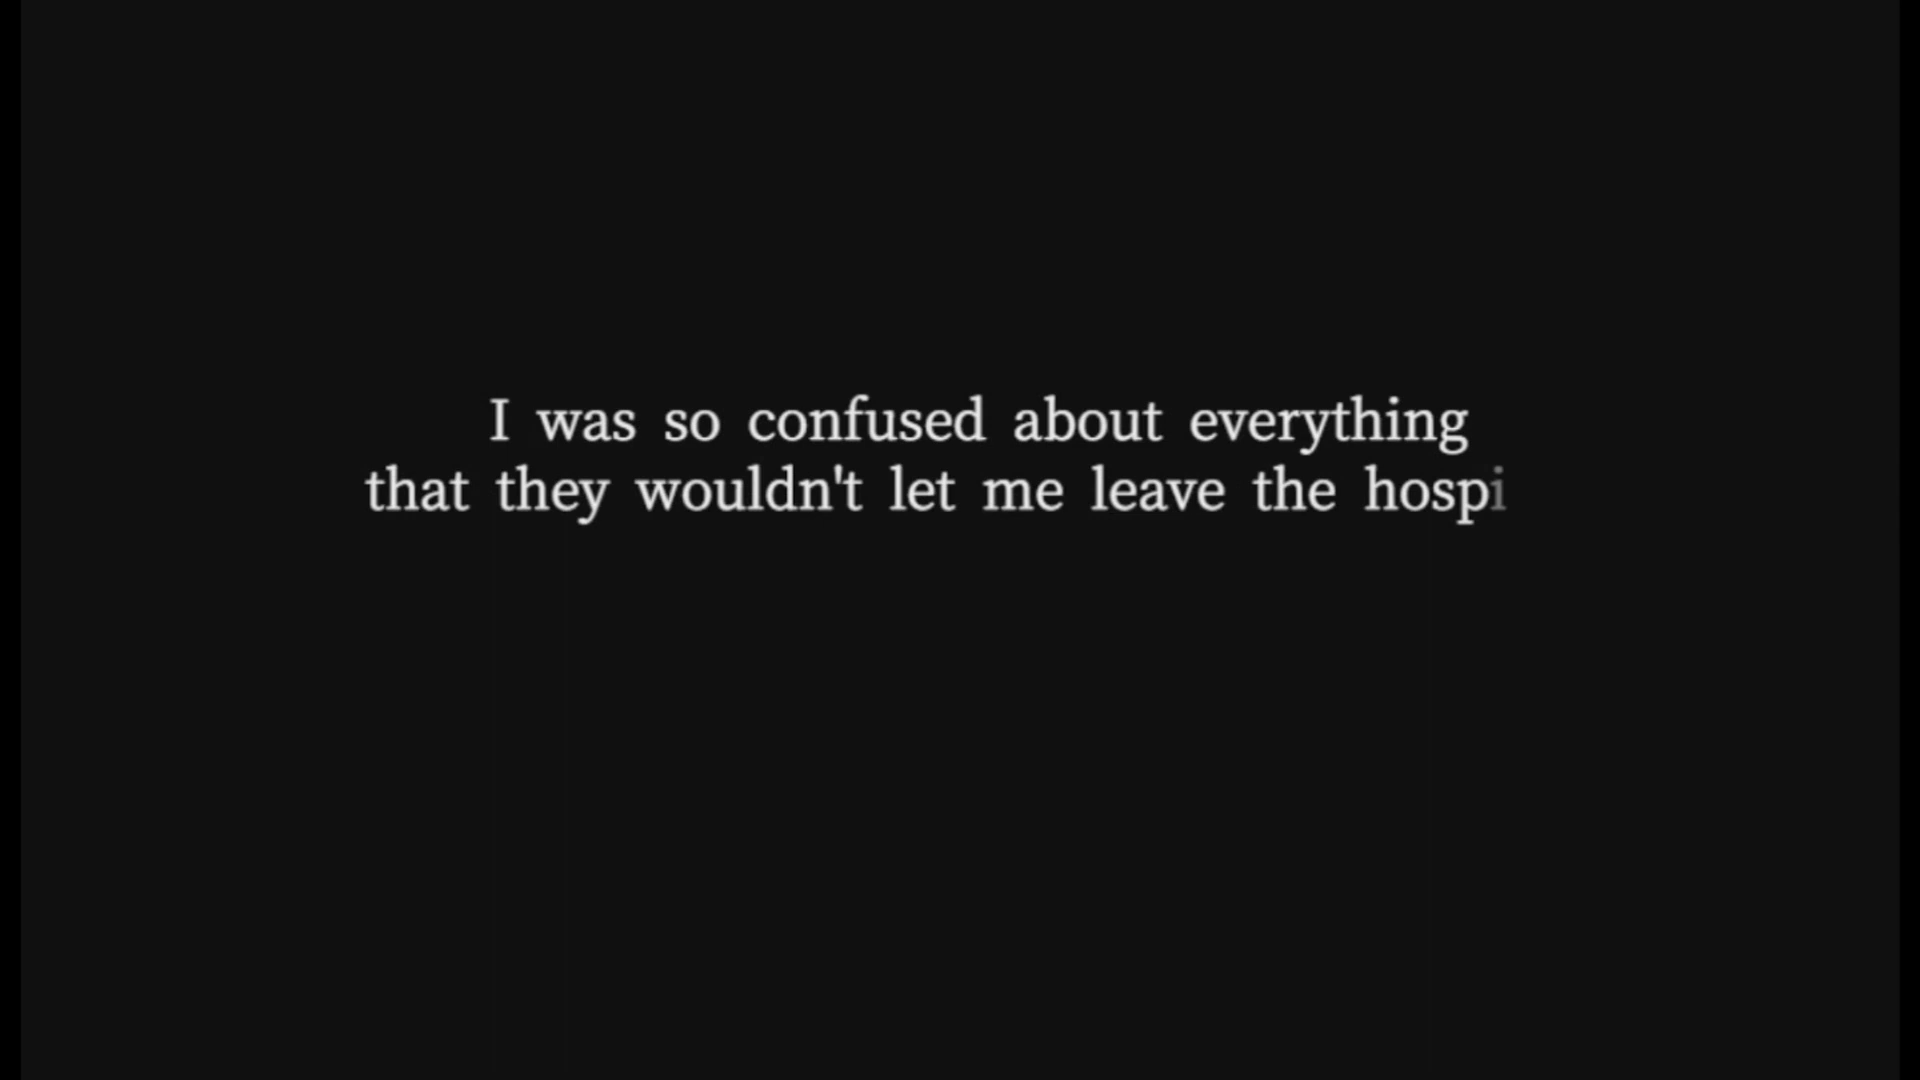 I was so confused about everything
that they wouldn't let me leave the hospi